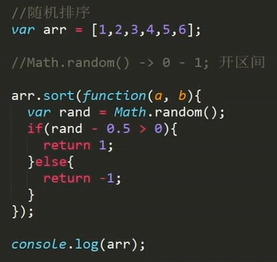 //随机排序
var arr = [1,2,3,4,5,6];
//Math.random() -> 0 - 1; 开区间
arr.sort(function(a, b){
  var rand = Math.random();
  if(rand - 0.5 > 0){
    return 1;
  }else{
    return -1;
  }
});
console.log(arr);